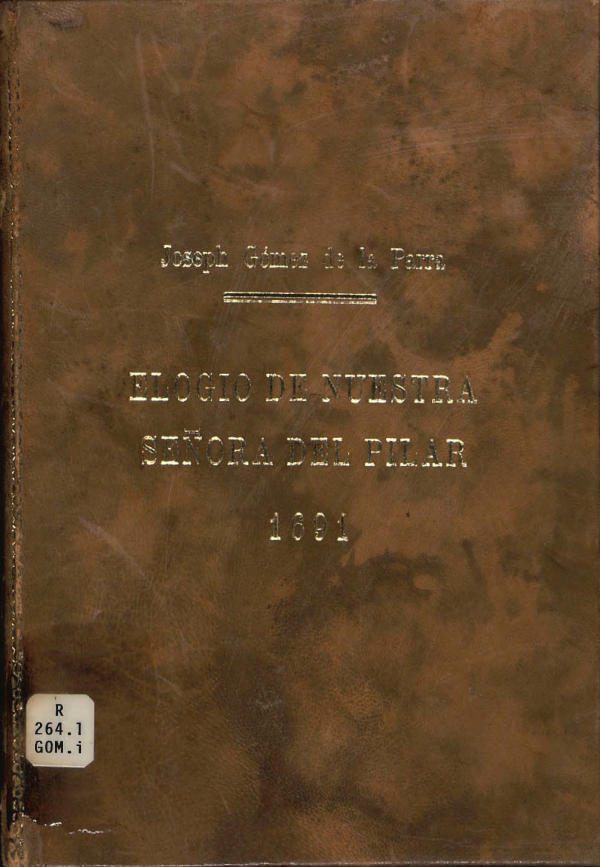 Joseph Gómez de la Parra
ELOGIO DE NUESTRA
SEÑORA DEL PILAR
1691
R
264.1
GOM.i